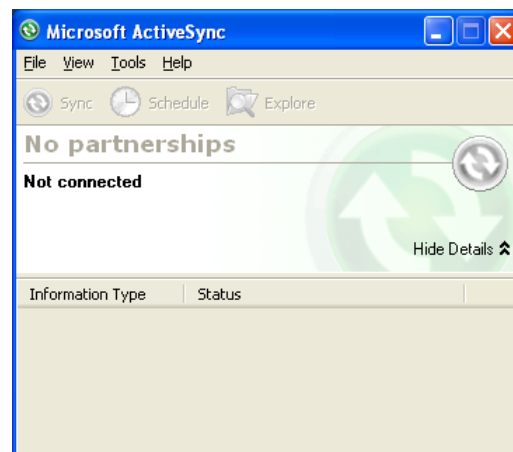 Microsoft ActiveSync
File View Tools Help
Sync Schedule Explore
No partnerships
Not connected
Hide Details
Information Type Status